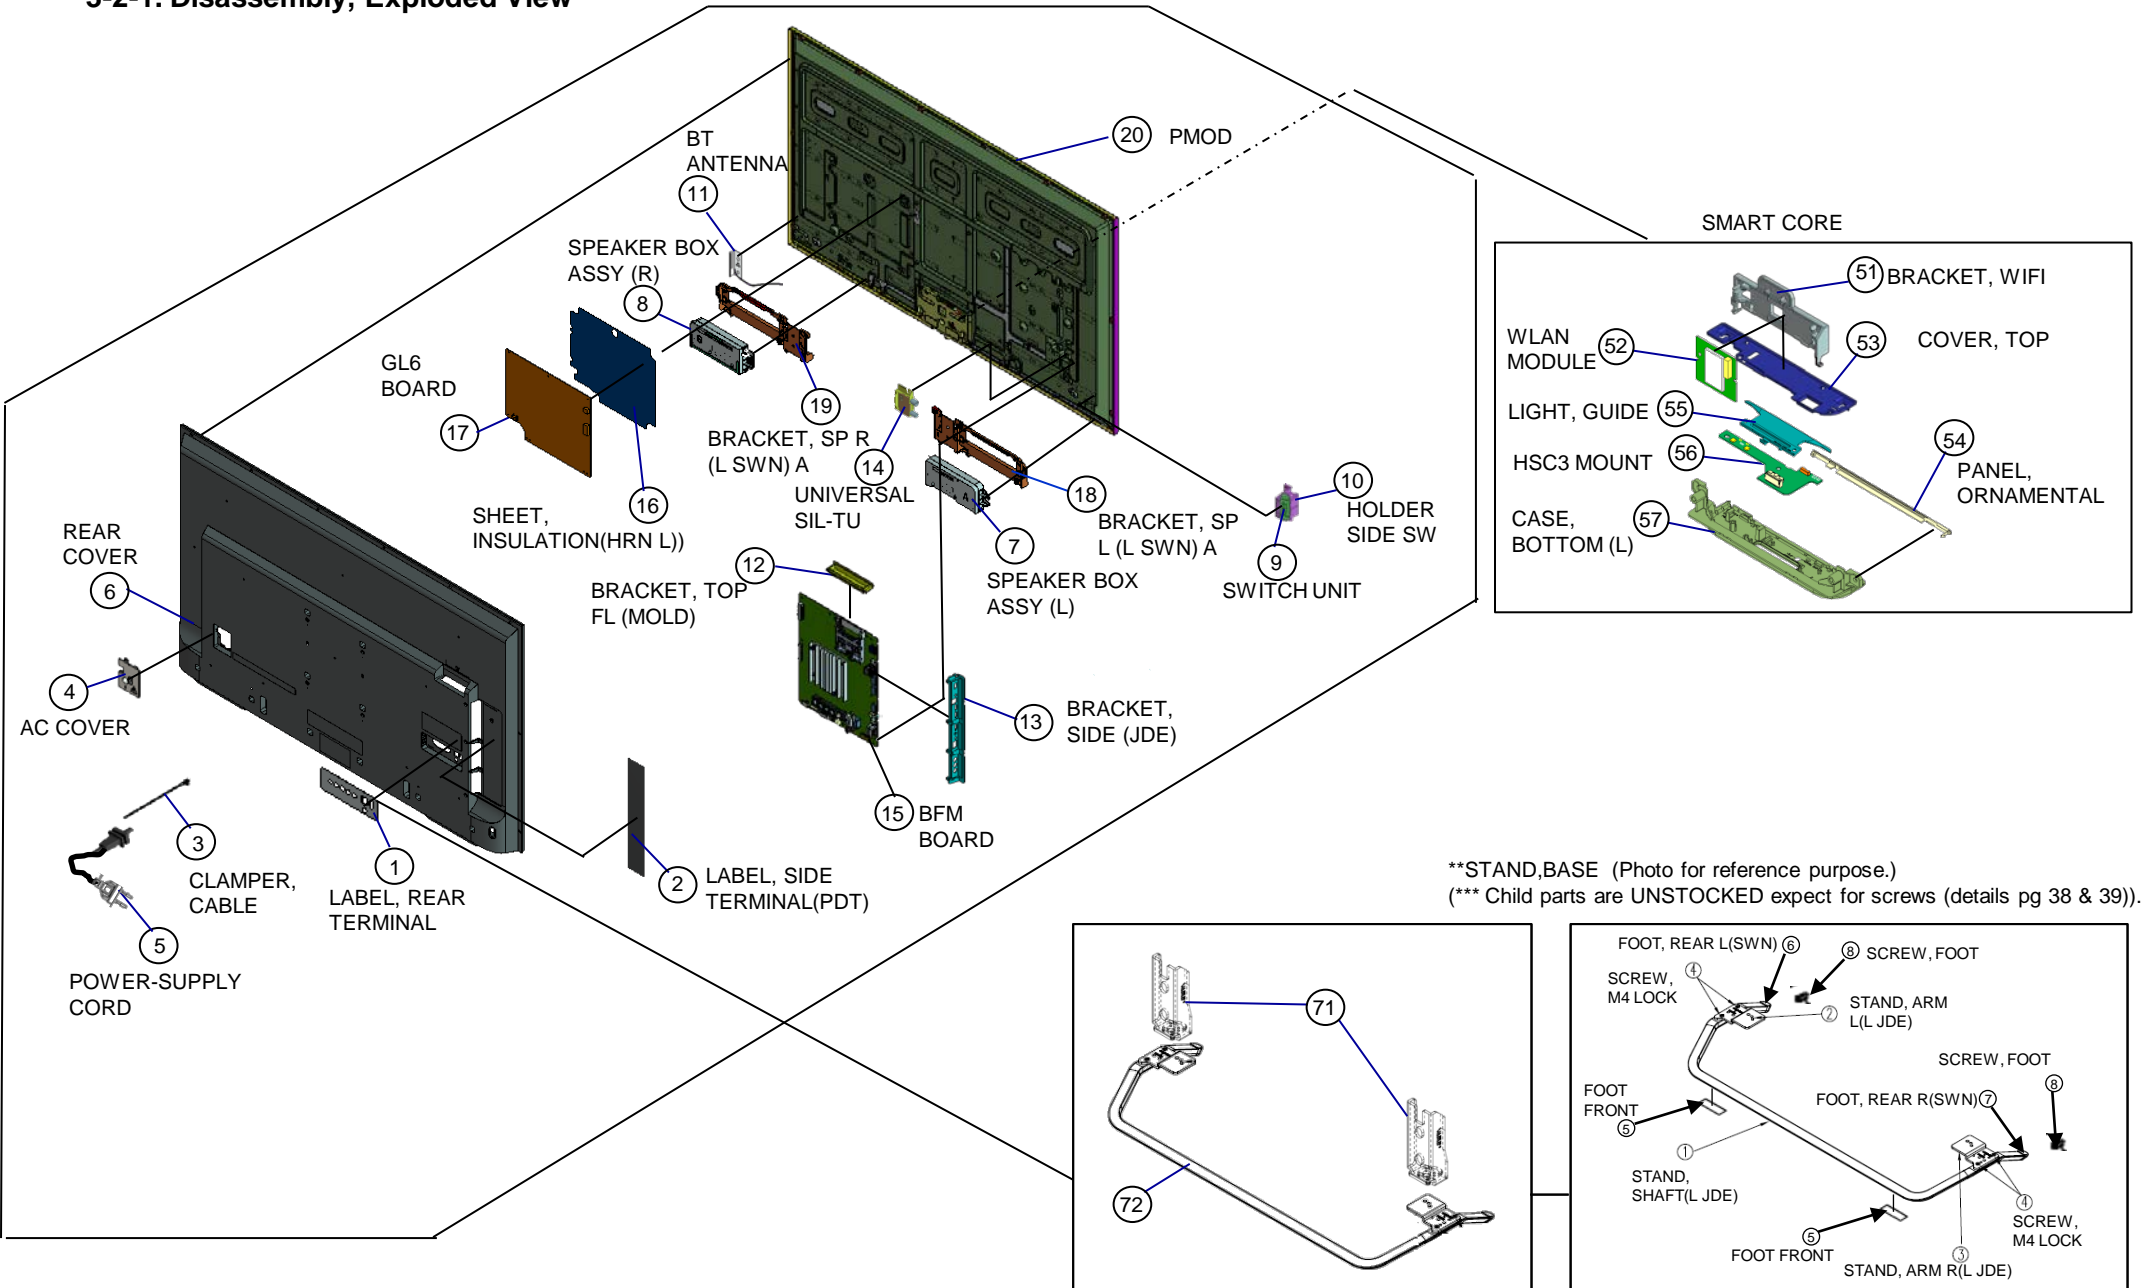 3-2-1. Disassembly, Exploded View
20 PMOD
BT
ANTENNA
11
SPEAKER BOX
ASSY (R)
8
GL6
BOARD
17
19
BRACKET, SP R
(L SWN) A
14
UNIVERSAL
SIL-TU
16
SHEET,
INSULATION(HRN L))
18
BRACKET, SP
L (L SWN) A
10
HOLDER
SIDE SW
9
SWITCH UNIT
7
SPEAKER BOX
ASSY (L)
REAR
COVER
6
12
BRACKET, TOP
FL (MOLD)
4
AC COVER
13
BRACKET,
SIDE (JDE)
15 BFM
BOARD
3
CLAMPER,
CABLE
1
LABEL, REAR
TERMINAL
2
LABEL, SIDE
TERMINAL(PDT)
5
POWER-SUPPLY
CORD
SMART CORE
51 BRACKET, WIFI
WLAN
MODULE
52
53
COVER, TOP
LIGHT, GUIDE 55
54
PANEL,
ORNAMENTAL
HSC3 MOUNT 56
CASE,
BOTTOM (L)
57
**STAND,BASE (Photo for reference purpose.)
(*** Child parts are UNSTOCKED expect for screws (details pg 38 & 39)).
71
72
FOOT, REAR L(SWN) 6
8 SCREW, FOOT
SCREW,
M4 LOCK
4
2
STAND, ARM
L(L JDE)
SCREW, FOOT
8
FOOT
FRONT
5
FOOT, REAR R(SWN) 7
1
STAND,
SHAFT(L JDE)
4
SCREW,
M4 LOCK
5
FOOT FRONT
3
STAND, ARM R(L JDE)